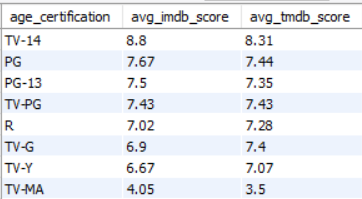 age_certification avg_imdb_score avg_tmdb_score
TV-14 8.8 8.31
PG 7.67 7.44
PG-13 7.5 7.35
TV-PG 7.43 7.43
R 7.02 7.28
TV-G 6.9 7.4
TV-Y 6.67 7.07
TV-MA 4.05 3.5